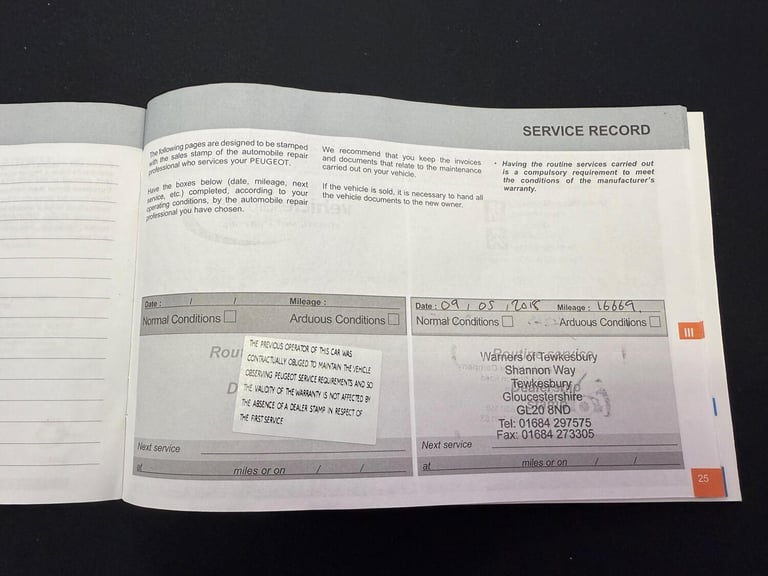 SERVICE RECORD
The following pages are designed to be stamped
with the sales stamp of the automobile repair
professional who services your PEUGEOT.
Have the boxes below (date, mileage, next
service, etc.) completed, according to your
operating conditions, by the automobile repair
professional you have chosen.
We recommend that you keep the invoices
and documents that relate to the maintenance
carried out on your vehicle.
If the vehicle is sold, it is necessary to hand all
the vehicle documents to the new owner.
• Having the routine services carried out
is a compulsory requirement to meet
the conditions of the manufacturer's
warranty.
Date : / / Mileage :
Normal Conditions Arduous Conditions
Rou
D
THE PREVIOUS OPERATOR OF THIS CAR WAS
CONTRACTUALLY OBLIGED TO MAINTAIN THE VEHICLE
OBSERVING PEUGEOT SERVICE REQUIREMENTS AND SO
THE VALIDITY OF THE WARRANTY IS NOT AFFECTED BY
THE ABSENCE OF A DEALER STAMP IN RESPECT OF
THE FIRST SERVICE
Next service
at miles or on / /
Date : 09 / 05 / 2018 Mileage : 16669
Normal Conditions Arduous Conditions
Routine service
Dealership
Warners of Tewkesbury
Shannon Way
Tewkesbury
Gloucestershire
GL20 8ND
Tel: 01684 297575
Fax: 01684 273305
Next service
at miles or on / /
III
25